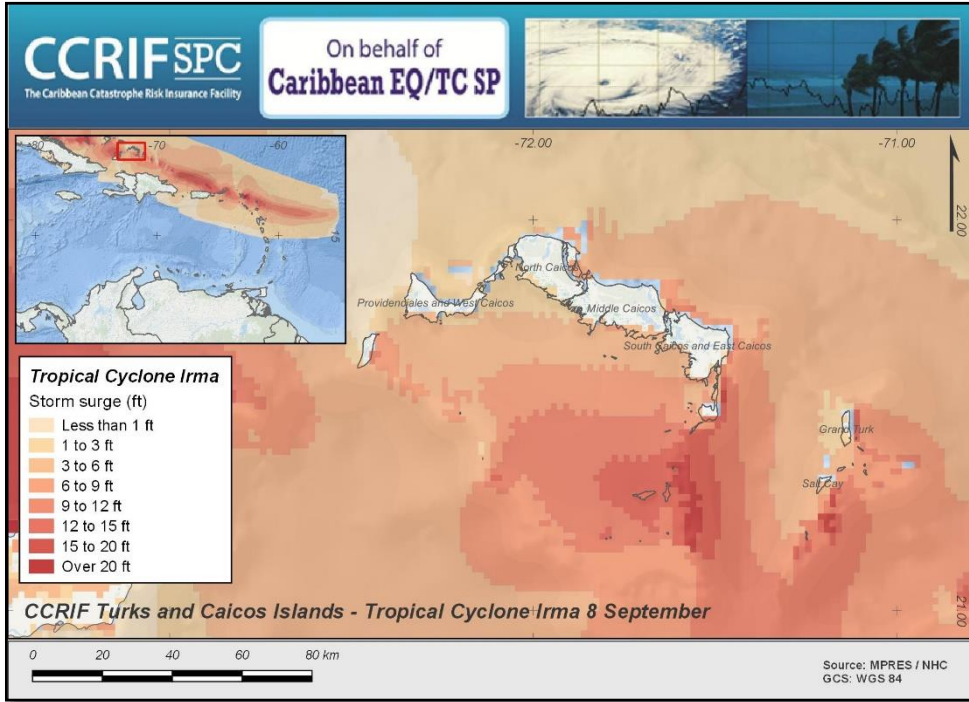 CCRIF SPC
The Caribbean Catastrophe Risk Insurance Facility
On behalf of
Caribbean EQ/TC SP
-80
-70
-60
15
-72.00
-71.00
22.00
North Caicos
Providenciales and West Caicos
Middle Caicos
South Caicos and East Caicos
Grand Turk
Salt Cay
Tropical Cyclone Irma
Storm surge (ft)
Less than 1 ft
1 to 3 ft
3 to 6 ft
6 to 9 ft
9 to 12 ft
12 to 15 ft
15 to 20 ft
Over 20 ft
21.00
CCRIF Turks and Caicos Islands - Tropical Cyclone Irma 8 September
0 20 40 60 80 km
Source: MPRES / NHC
GCS: WGS 84